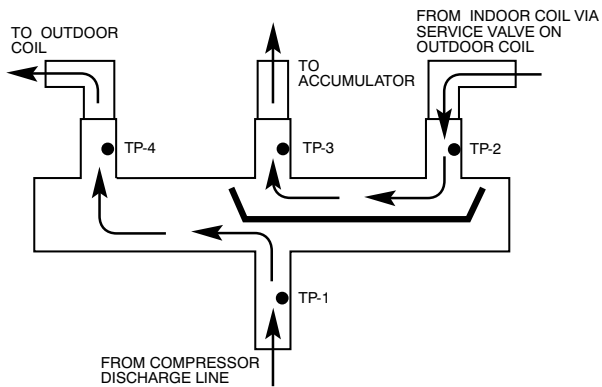 TO OUTDOOR
COIL
TO
ACCUMULATOR
FROM INDOOR COIL VIA
SERVICE VALVE ON
OUTDOOR COIL
TP-4
TP-3
TP-2
TP-1
FROM COMPRESSOR
DISCHARGE LINE